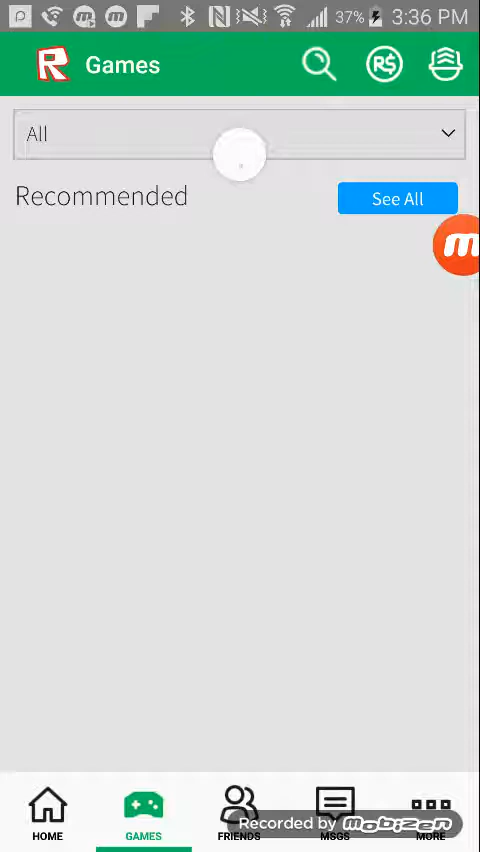 37% 3:36 PM
R Games R$
All
Recommended See All
m
HOME GAMES FRIENDS MSGS MORE
Recorded by mobizen